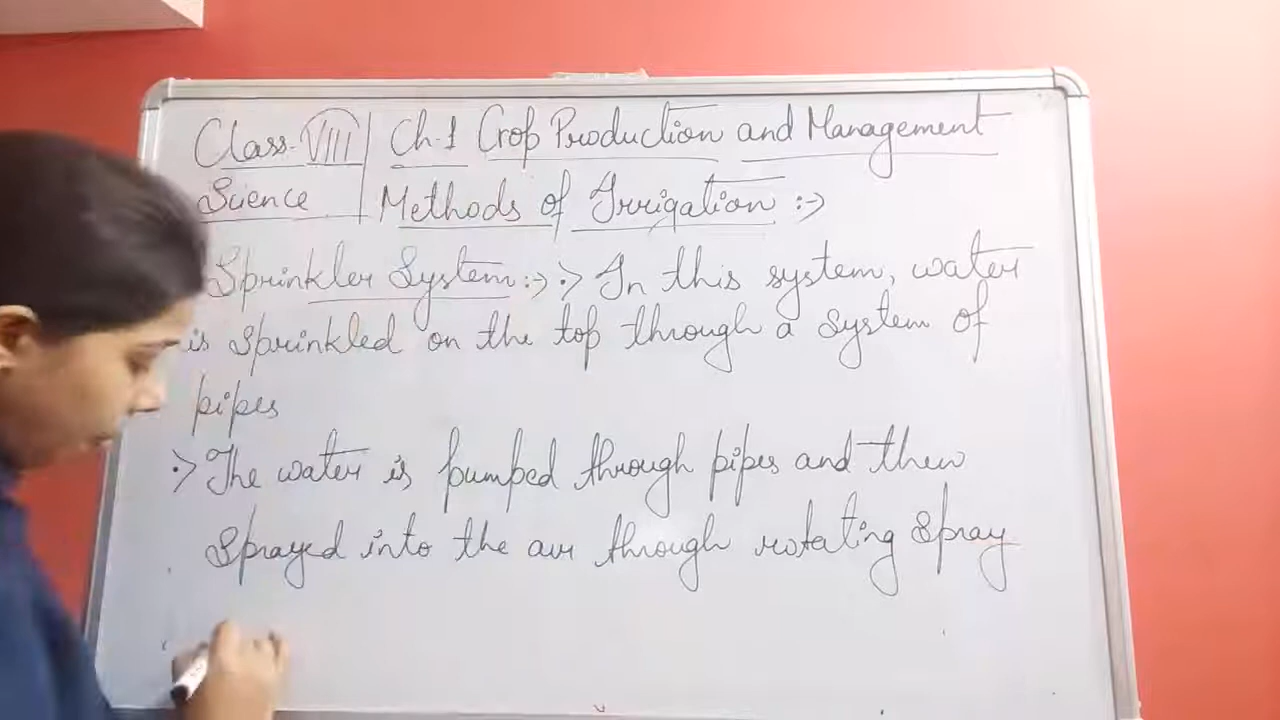 Class-VIII | Ch-1 Crop Production and Management
Science | Methods of Irrigation :->
Sprinkler System :-> •> In this system, water
is sprinkled on the top through a system of
pipes
•> The water is pumped through pipes and then
sprayed into the air through rotating spray